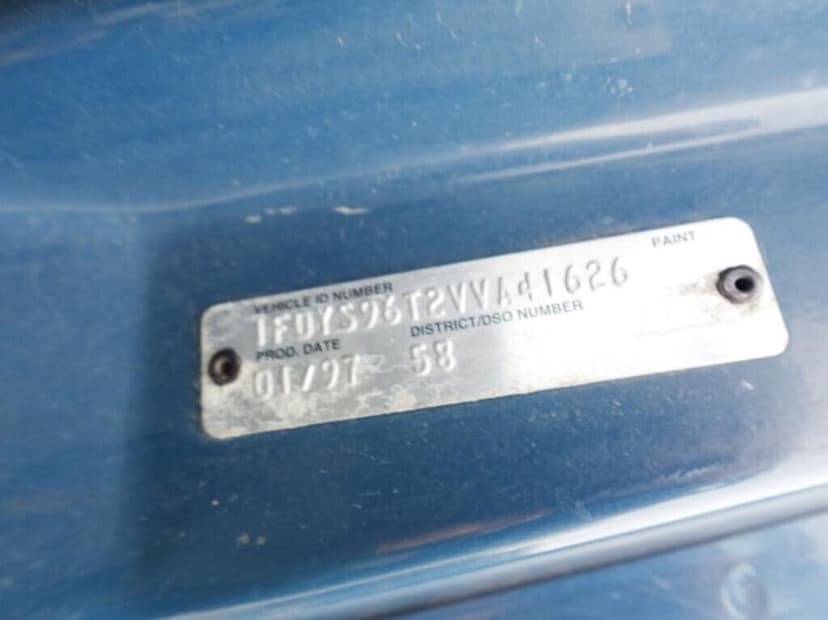 PAINT
VEHICLE ID NUMBER
1FDYS96T2VVA41626
PROD. DATE DISTRICT/DSO NUMBER
01/97 58